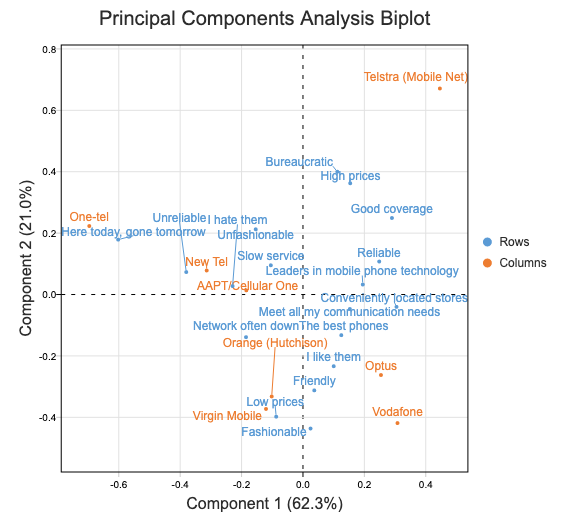 Principal Components Analysis Biplot
0.8
Telstra (Mobile Net)
0.6
Bureaucratic
0.4
High prices
Good coverage
One-tel
Unreliable
I hate them
0.2
Here today, gone tomorrow
Unfashionable
Rows
Slow service
Reliable
New Tel
Leaders in mobile phone technology
Columns
AAPT/Cellular One
0.0
Conveniently located stores
Meet all my communication needs
Network often down
The best phones
Orange (Hutchison)
-0.2
I like them
Optus
Friendly
Low prices
Virgin Mobile
Vodafone
-0.4
Fashionable
Component 2 (21.0%)
-0.6
-0.4
-0.2
0.0
0.2
0.4
Component 1 (62.3%)